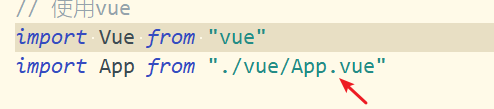 // 使用vue
import Vue from "vue"
import App from "./vue/App.vue"